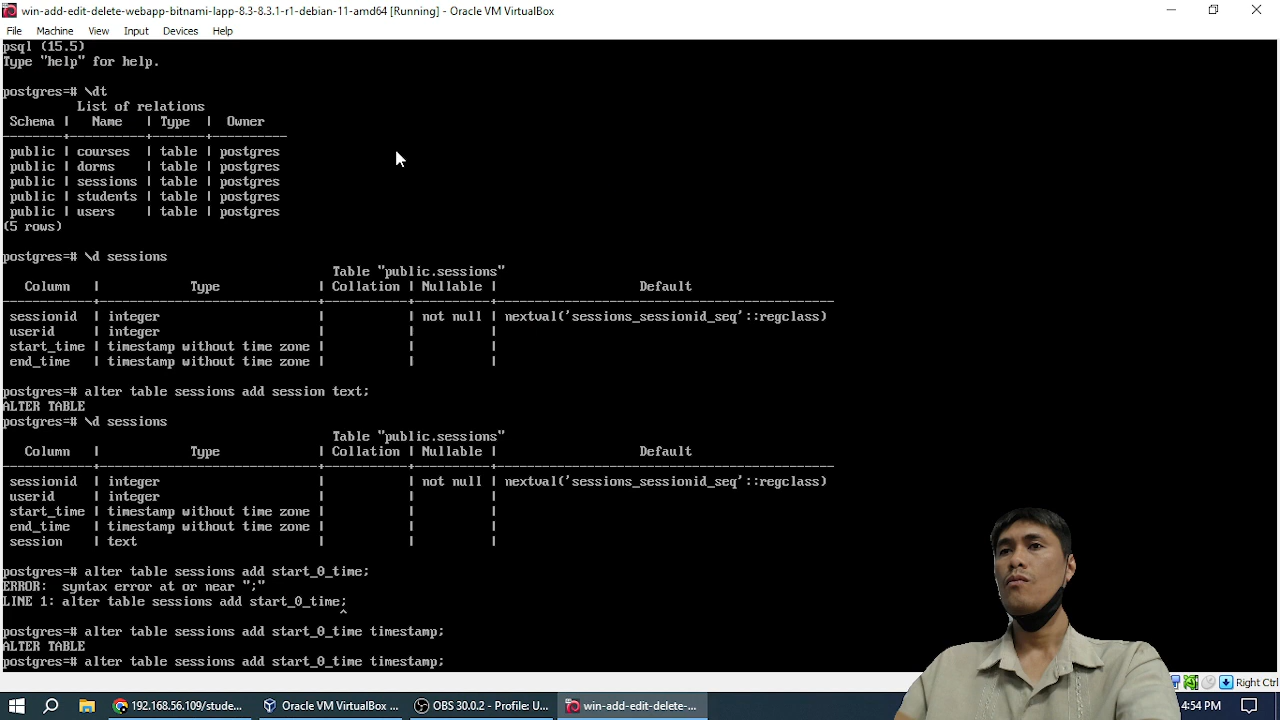 win-add-edit-delete-webapp-bitnami-lapp-8.3-8.3.1-r1-debian-11-amd64 [Running] - Oracle VM VirtualBox
File Machine View Input Devices Help
psql (15.5)
Type "help" for help.
postgres=# \dt
List of relations
Schema | Name | Type | Owner
--------+----------+-------+----------
public | courses | table | postgres
public | dorms | table | postgres
public | sessions | table | postgres
public | students | table | postgres
public | users | table | postgres
(5 rows)
postgres=# \d sessions
Table "public.sessions"
Column | Type | Collation | Nullable | Default
------------+-----------------------------+-----------+----------+---------------------------------------------
sessionid | integer | | not null | nextval('sessions_sessionid_seq'::regclass)
userid | integer | | |
start_time | timestamp without time zone | | |
end_time | timestamp without time zone | | |
postgres=# alter table sessions add session text;
ALTER TABLE
postgres=# \d sessions
Table "public.sessions"
Column | Type | Collation | Nullable | Default
------------+-----------------------------+-----------+----------+---------------------------------------------
sessionid | integer | | not null | nextval('sessions_sessionid_seq'::regclass)
userid | integer | | |
start_time | timestamp without time zone | | |
end_time | timestamp without time zone | | |
session | text | | |
postgres=# alter table sessions add start_0_time;
ERROR: syntax error at or near ";"
LINE 1: alter table sessions add start_0_time;
^
postgres=# alter table sessions add start_0_time timestamp;
ALTER TABLE
postgres=# alter table sessions add start_0_time timestamp;
Right Ctrl
192.168.56.109/stude... Oracle VM VirtualBox ... OBS 30.0.2 - Profile: U... win-add-edit-delete-... 4:54 PM